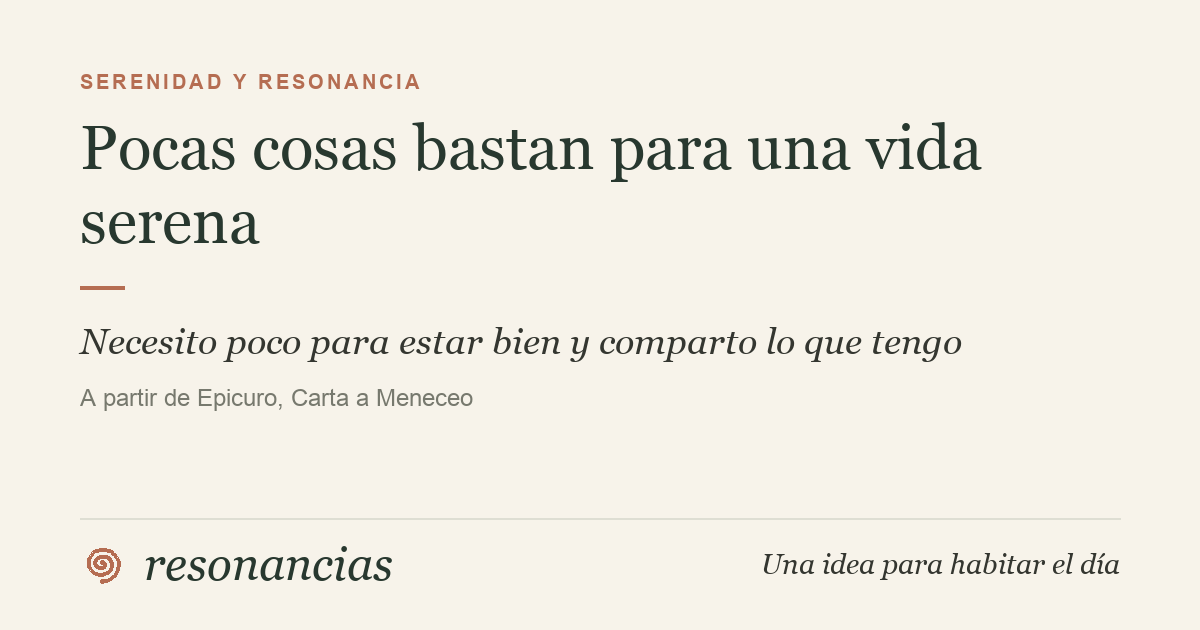 SERENIDAD Y RESONANCIA
Pocas cosas bastan para una vida
serena
Necesito poco para estar bien y comparto lo que tengo
A partir de Epicuro, Carta a Meneceo
resonancias
Una idea para habitar el día